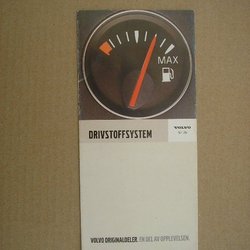 MAX
DRIVSTOFFSYSTEM
VOLVO
VOLVO ORIGINALDELER. EN DEL AV OPPLEVELSEN.